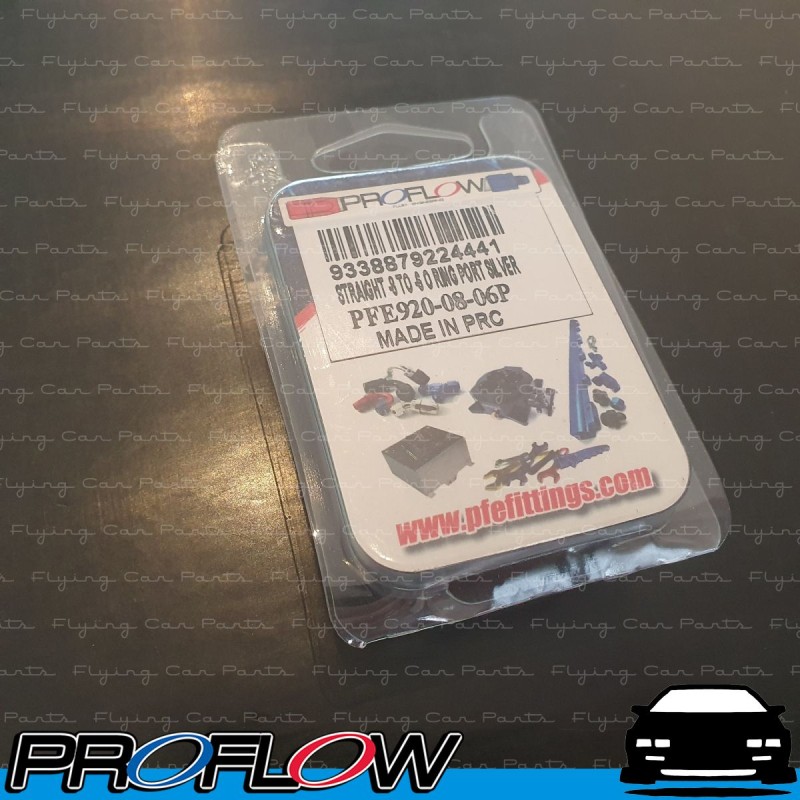 Flying Car Parts
PROFLOW
9338879224441
STRAIGHT -8 TO -6 O RING PORT SILVER
PFE920-08-06P
MADE IN PRC
www.pfefittings.com
PROFLOW